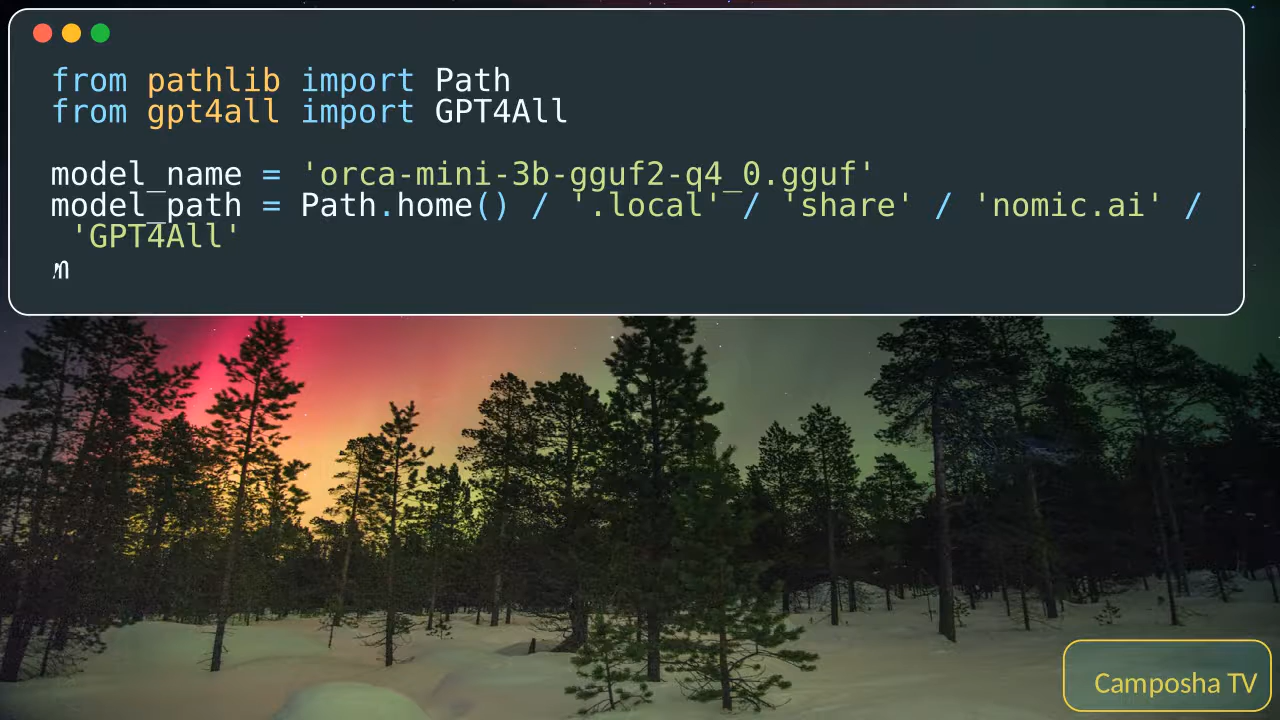 from pathlib import Path
from gpt4all import GPT4All
model_name = 'orca-mini-3b-gguf2-q4_0.gguf'
model_path = Path.home() / '.local' / 'share' / 'nomic.ai' /
'GPT4All'
m
Camposha TV